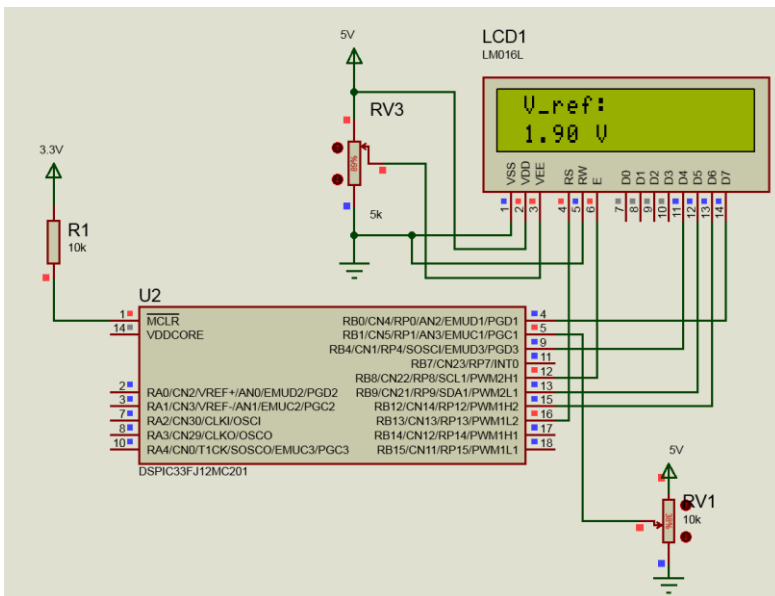 5V
LCD1
LM016L
RV3
V_ref:
1.90 V
89%
3.3V
VSS
VDD
VEE
RS
RW
E
D0
D1
D2
D3
D4
D5
D6
D7
1
2
3
4
5
6
7
8
9
10
11
12
13
14
5k
R1
10k
U2
1 MCLR
14 VDDCORE
2 RA0/CN2/VREF+/AN0/EMUD2/PGD2
3 RA1/CN3/VREF-/AN1/EMUC2/PGC2
7 RA2/CN30/CLKI/OSCI
8 RA3/CN29/CLKO/OSCO
10 RA4/CN0/T1CK/SOSCO/EMUC3/PGC3
RB0/CN4/RP0/AN2/EMUD1/PGD1 4
RB1/CN5/RP1/AN3/EMUC1/PGC1 5
RB4/CN1/RP4/SOSCI/EMUD3/PGD3 9
RB7/CN23/RP7/INT0 11
RB8/CN22/RP8/SCL1/PWM2H1 12
RB9/CN21/RP9/SDA1/PWM2L1 13
RB12/CN14/RP12/PWM1H2 15
RB13/CN13/RP13/PWM1L2 16
RB14/CN12/RP14/PWM1H1 17
RB15/CN11/RP15/PWM1L1 18
DSPIC33FJ12MC201
5V
RV1
10k